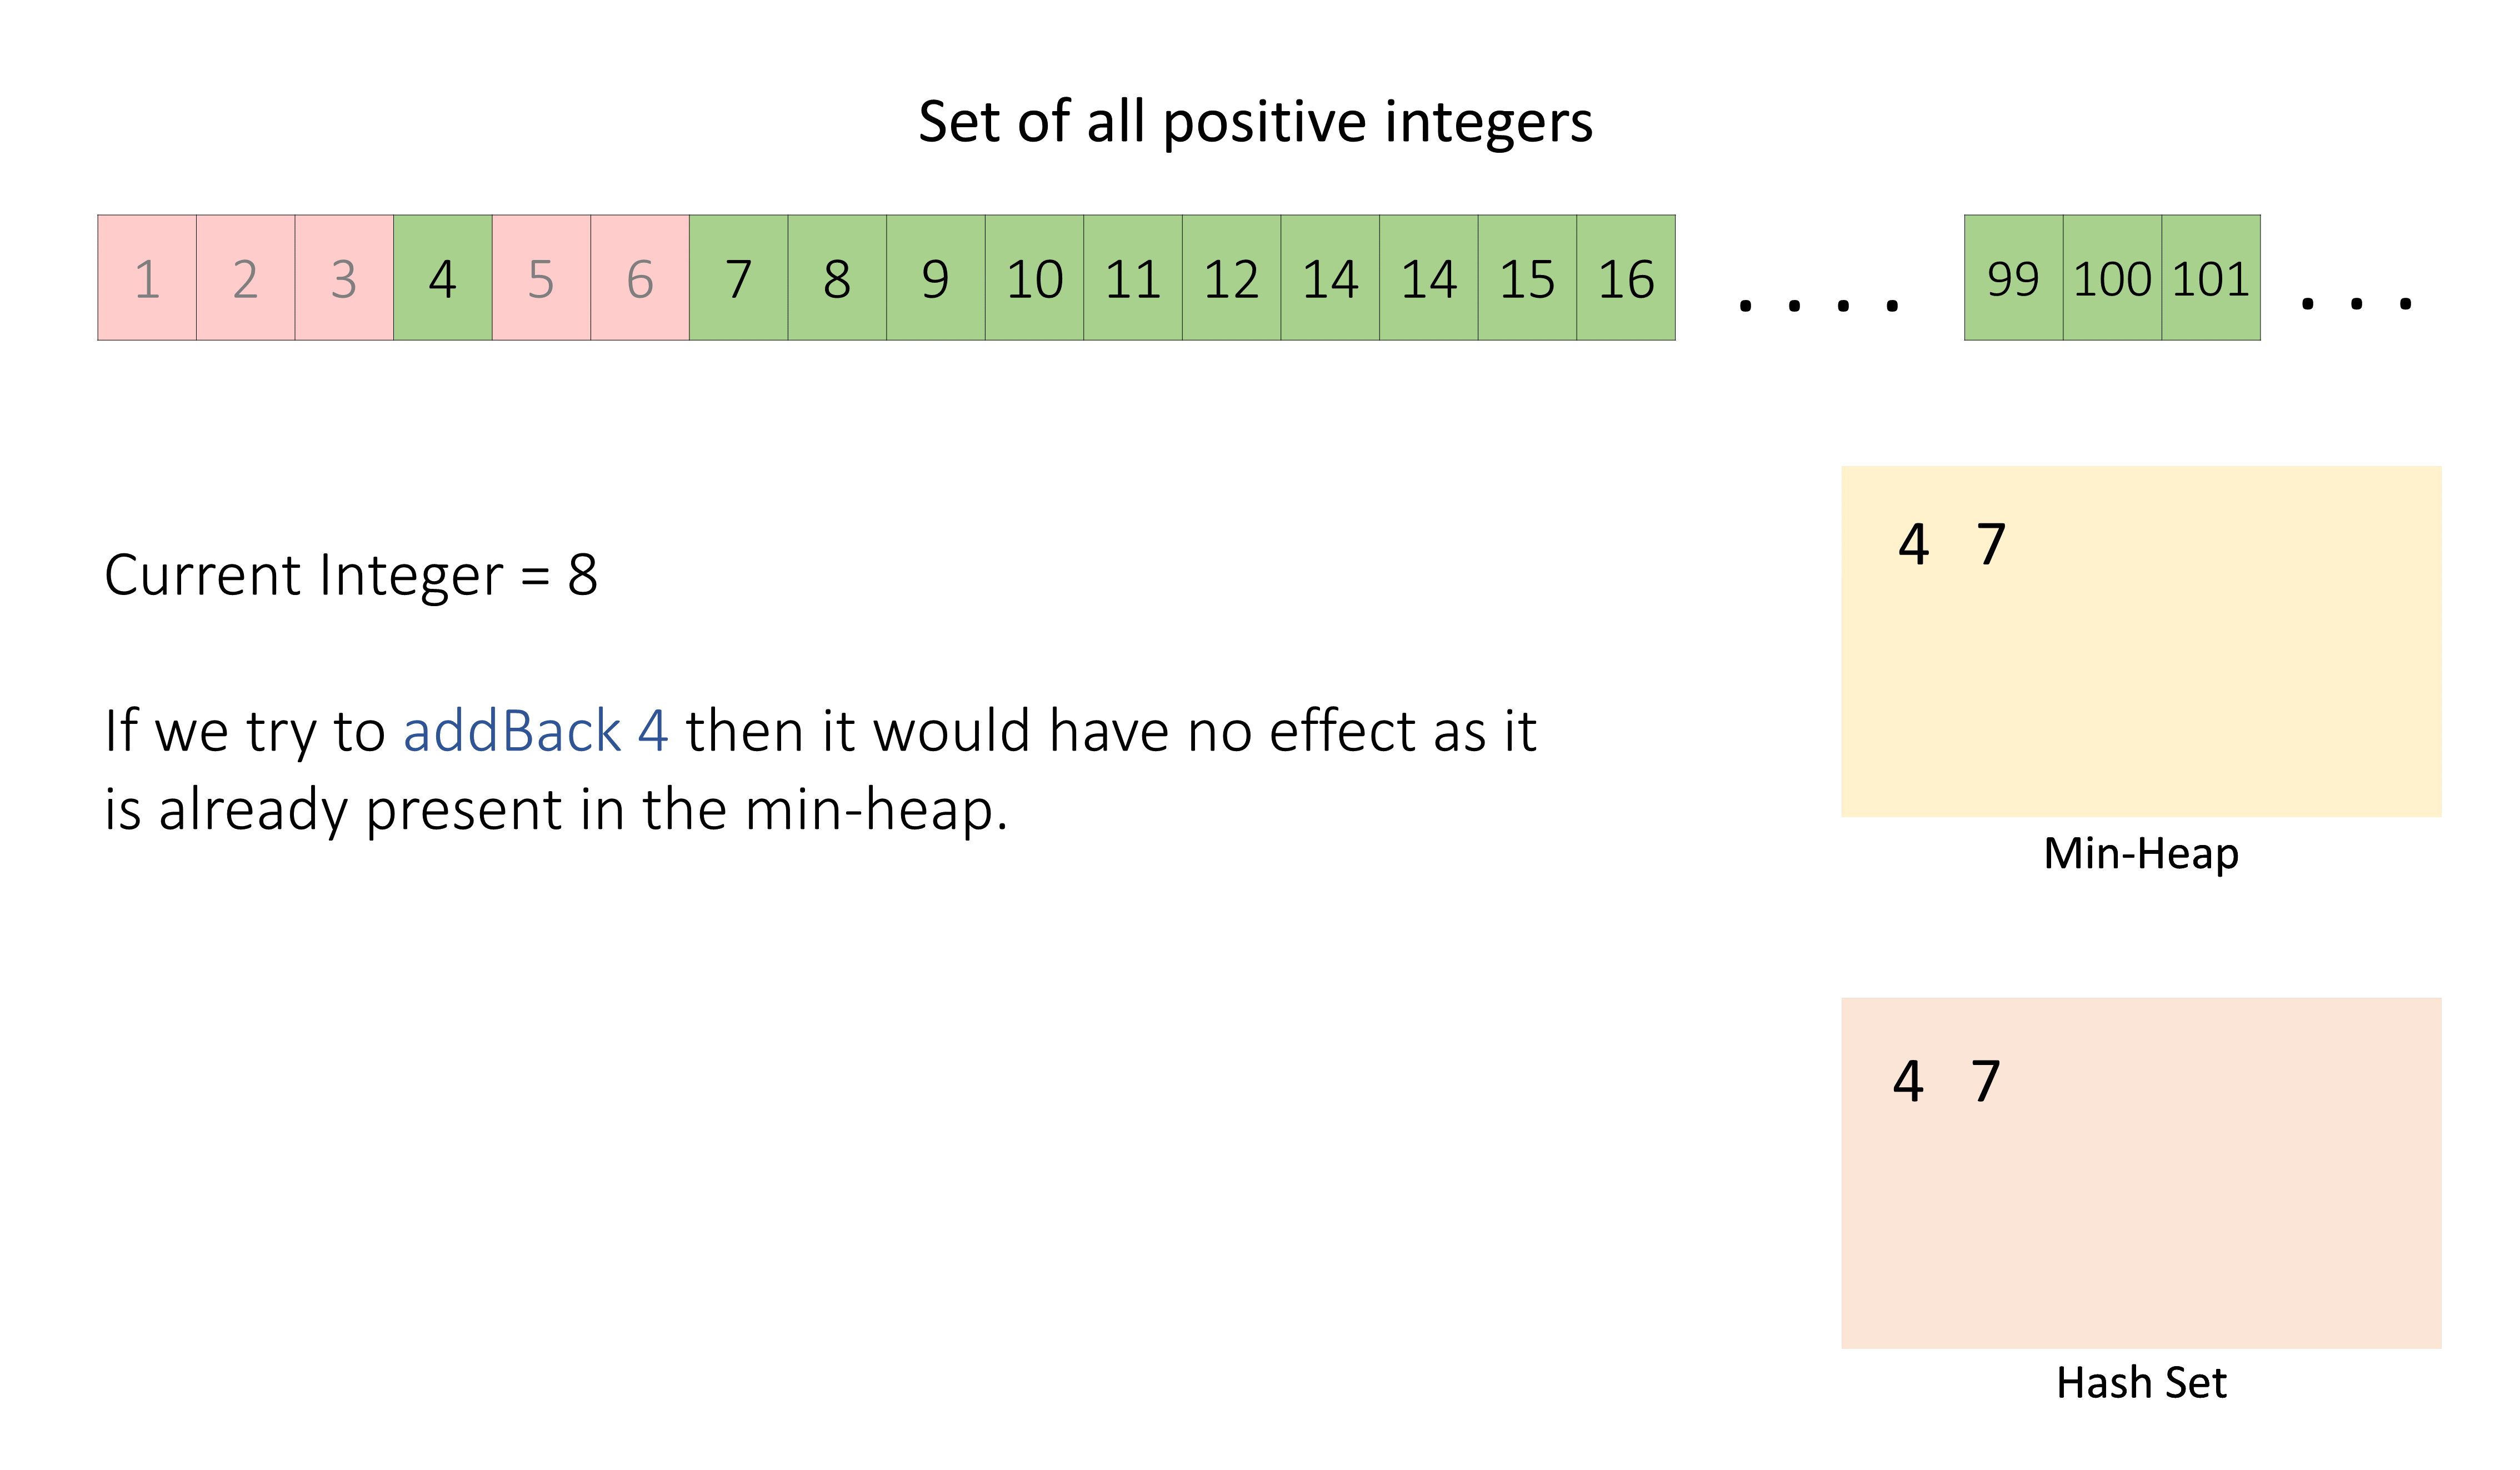 Set of all positive integers
1 2 3 4 5 6 7 8 9 10 11 12 14 14 15 16 . . . . 99 100 101 . . .
4 7
Current Integer = 8
If we try to addBack 4 then it would have no effect as it
is already present in the min-heap.
Min-Heap
4 7
Hash Set